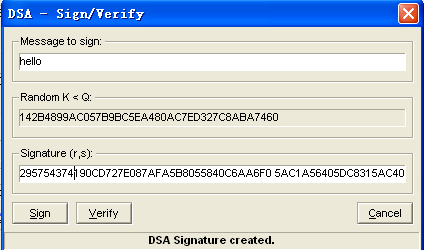 DSA - Sign/Verify
Message to sign:
hello
Random K < Q:
142B4899AC057B9BC5EA480AC7ED327C8ABA7460
Signature (r,s):
295754374190CD727E087AFA5B8055840C6AA6F0 5AC1A56405DC8315AC40
Sign Verify Cancel
DSA Signature created.